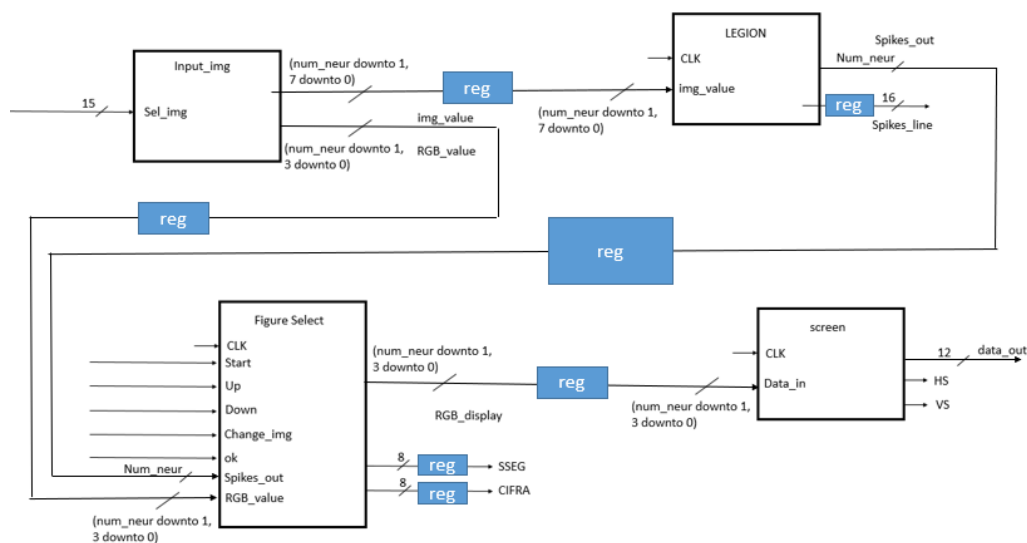 Input_img
15
Sel_img
(num_neur downto 1,
7 downto 0)
reg
img_value
(num_neur downto 1,
3 downto 0)
RGB_value
(num_neur downto 1,
7 downto 0)
LEGION
CLK
img_value
Spikes_out
Num_neur
reg
16
Spikes_line
reg
reg
Figure Select
CLK
Start
Up
Down
Change_img
ok
Num_neur
Spikes_out
RGB_value
(num_neur downto 1,
3 downto 0)
(num_neur downto 1,
3 downto 0)
RGB_display
reg
8
reg
SSEG
8
reg
CIFRA
(num_neur downto 1,
3 downto 0)
screen
CLK
Data_in
12
data_out
HS
VS